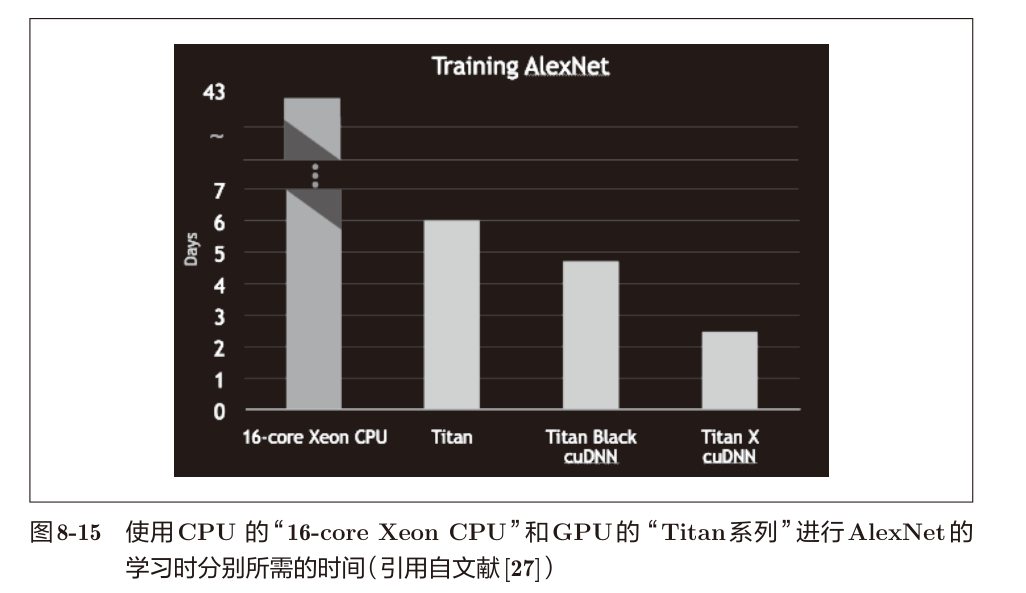 Training AlexNet
43
~
7
6
5
4
3
2
1
0
Days
16-core Xeon CPU
Titan
Titan Black
cuDNN
Titan X
cuDNN
图8-15 使用CPU 的“16-core Xeon CPU”和GPU的“Titan系列”进行AlexNet的
学习时分别所需的时间(引用自文献[27])